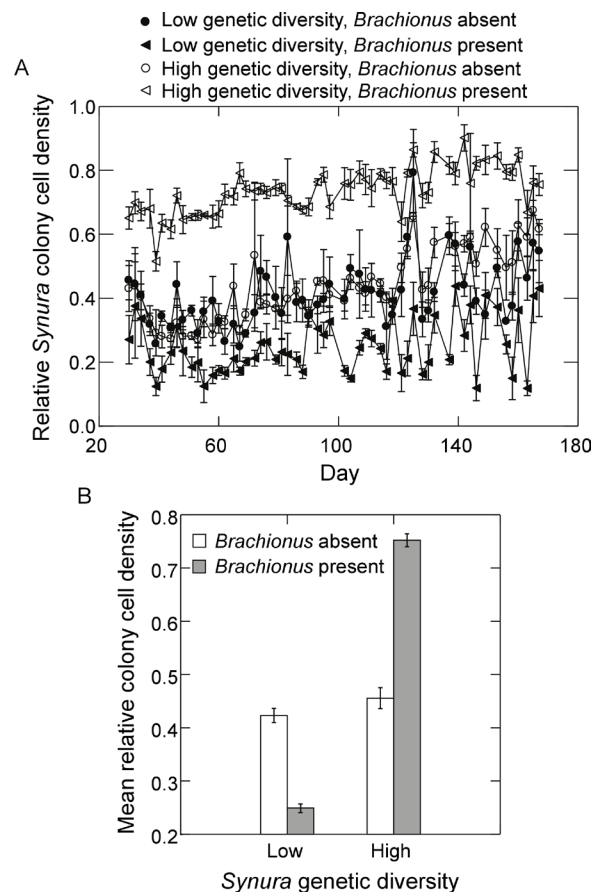 Low genetic diversity, Brachionus absent
Low genetic diversity, Brachionus present
High genetic diversity, Brachionus absent
High genetic diversity, Brachionus present
A
Relative Synura colony cell density
1.0
0.8
0.6
0.4
0.2
0.0
20
60
100
140
180
Day
B
Mean relative colony cell density
0.8
0.7
0.6
0.5
0.4
0.3
0.2
Brachionus absent
Brachionus present
Low
High
Synura genetic diversity